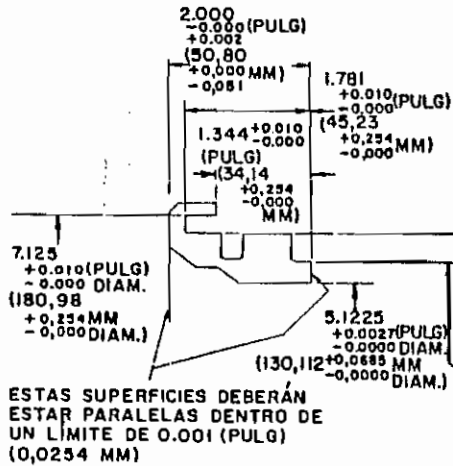 2.000
-0.000 (PULG)
+0.002
(50,80
+0,000 MM)
-0,051
1.781
+0.010 (PULG)
-0.000
(45,23
+0,254 MM)
-0,000
1.344 +0.010
-0.000
(PULG)
(34,14
+0,254
-0,000
MM)
7.125
+0.010 (PULG)
-0.000 DIAM.
(180,98
+0,254 MM
-0,000 DIAM.)
5.1225
+0.0027 (PULG)
-0.0000 DIAM.
(130,112 +0,0685 MM
-0,0000 DIAM.)
ESTAS SUPERFICIES DEBERÁN
ESTAR PARALELAS DENTRO DE
UN LÍMITE DE 0.001 (PULG)
(0,0254 MM)